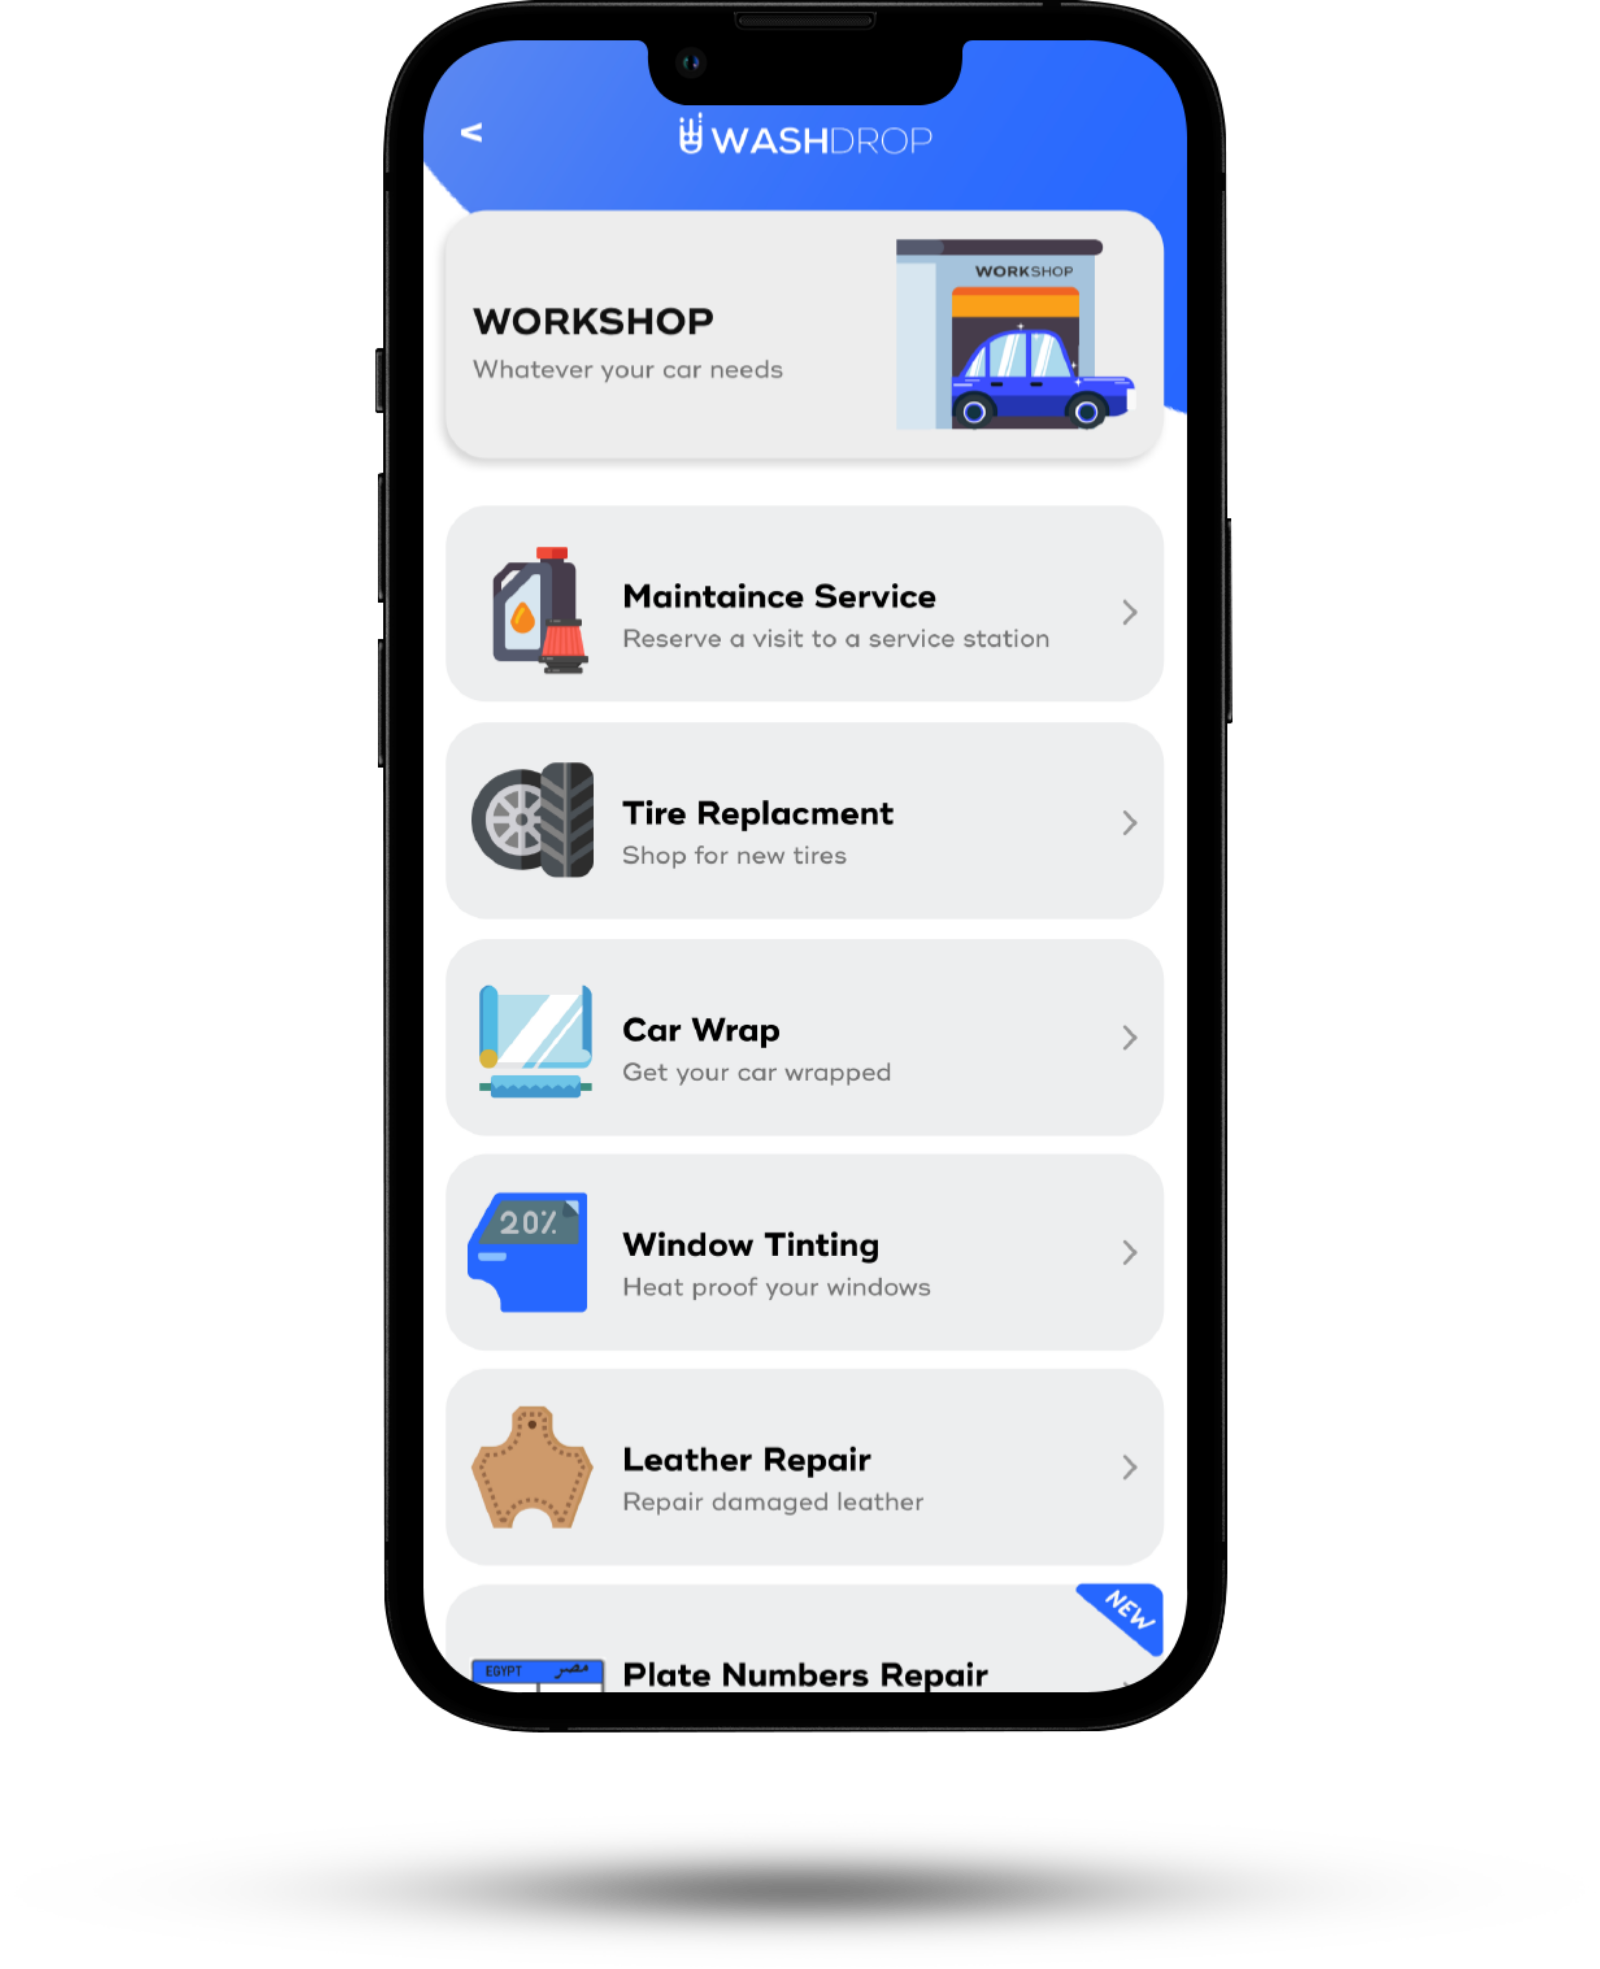 <
WASHDROP
WORKSHOP
WORKSHOP
Whatever your car needs
Maintaince Service
Reserve a visit to a service station
Tire Replacment
Shop for new tires
Car Wrap
Get your car wrapped
20%
Window Tinting
Heat proof your windows
Leather Repair
Repair damaged leather
NEW
EGYPT مصر
Plate Numbers Repair